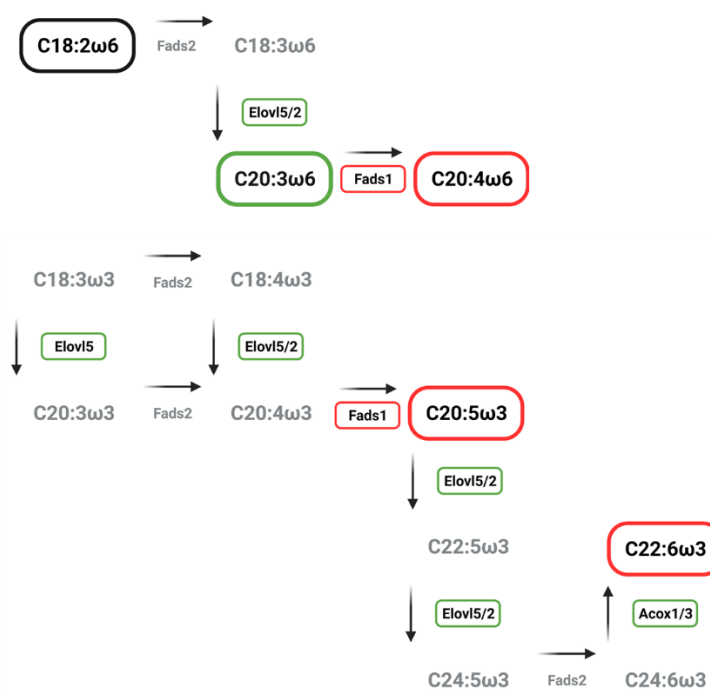 C18:2ω6 Fads2 C18:3ω6
Elovl5/2
C20:3ω6 Fads1 C20:4ω6
C18:3ω3 Fads2 C18:4ω3
Elovl5 Elovl5/2
C20:3ω3 Fads2 C20:4ω3 Fads1 C20:5ω3
Elovl5/2
C22:5ω3 C22:6ω3
Elovl5/2 Acox1/3
C24:5ω3 Fads2 C24:6ω3